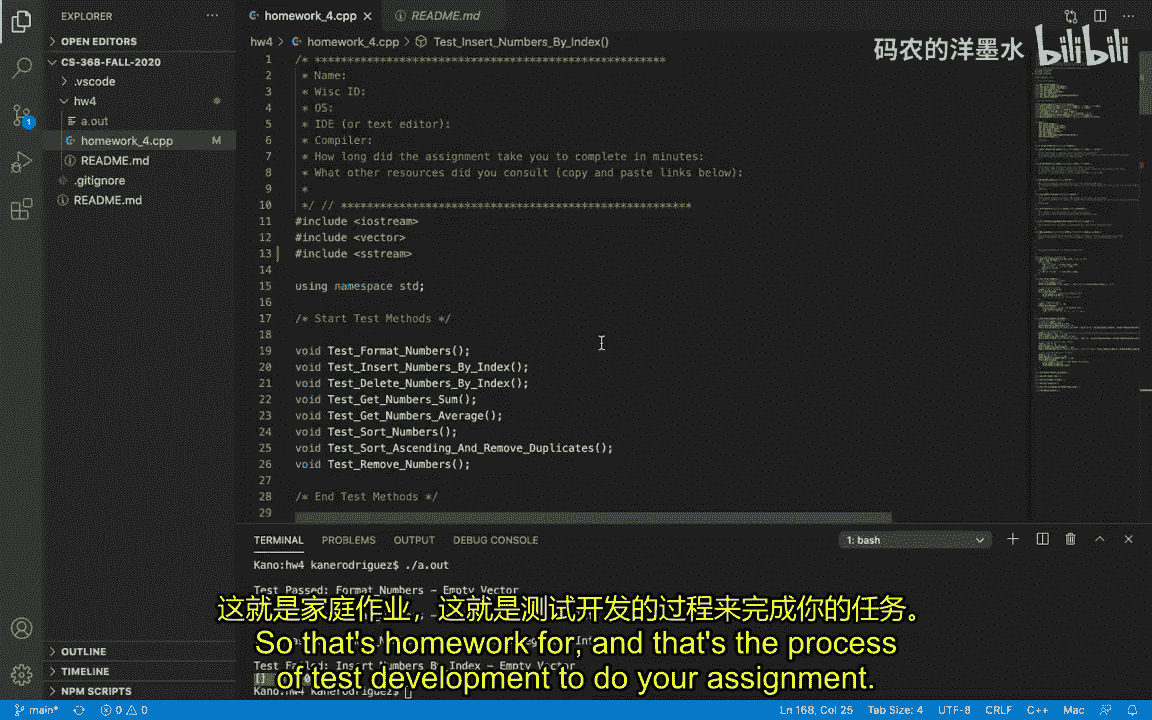 EXPLORER
homework_4.cpp
README.md
码农的洋墨水 bilibili
OPEN EDITORS
hw4 > homework_4.cpp > Test_Insert_Numbers_By_Index()
CS-368-FALL-2020
.vscode
hw4
a.out
homework_4.cpp M
README.md
.gitignore
README.md
1
1 /* ******************************************************
2 * Name:
3 * Wisc ID:
4 * OS:
5 * IDE (or text editor):
6 * Compiler:
7 * How long did the assignment take you to complete in minutes:
8 * What other resources did you consult (copy and paste links below):
9 *
10 */ // ******************************************************
11 #include <iostream>
12 #include <vector>
13 #include <sstream>
14
15 using namespace std;
16
17 /* Start Test Methods */
18
19 void Test_Format_Numbers();
20 void Test_Insert_Numbers_By_Index();
21 void Test_Delete_Numbers_By_Index();
22 void Test_Get_Numbers_Sum();
23 void Test_Get_Numbers_Average();
24 void Test_Sort_Numbers();
25 void Test_Sort_Ascending_And_Remove_Duplicates();
26 void Test_Remove_Numbers();
27
28 /* End Test Methods */
29
TERMINAL PROBLEMS OUTPUT DEBUG CONSOLE 1: bash
Kano:hw4 kanerodriguez$ ./a.out
Test Passed: Format_Numbers – Empty Vector
这就是家庭作业，这就是测试开发的过程来完成你的任务。
So that's homework for, and that's the process
of test development to do your assignment.
Test Failed: Insert Numbers By Index – Empty Vector
[]
Kano:hw4 kanerodriguez$
OUTLINE
TIMELINE
NPM SCRIPTS
main* 0 0 Ln 168, Col 25 Tab Size: 4 UTF-8 CRLF C++ Mac